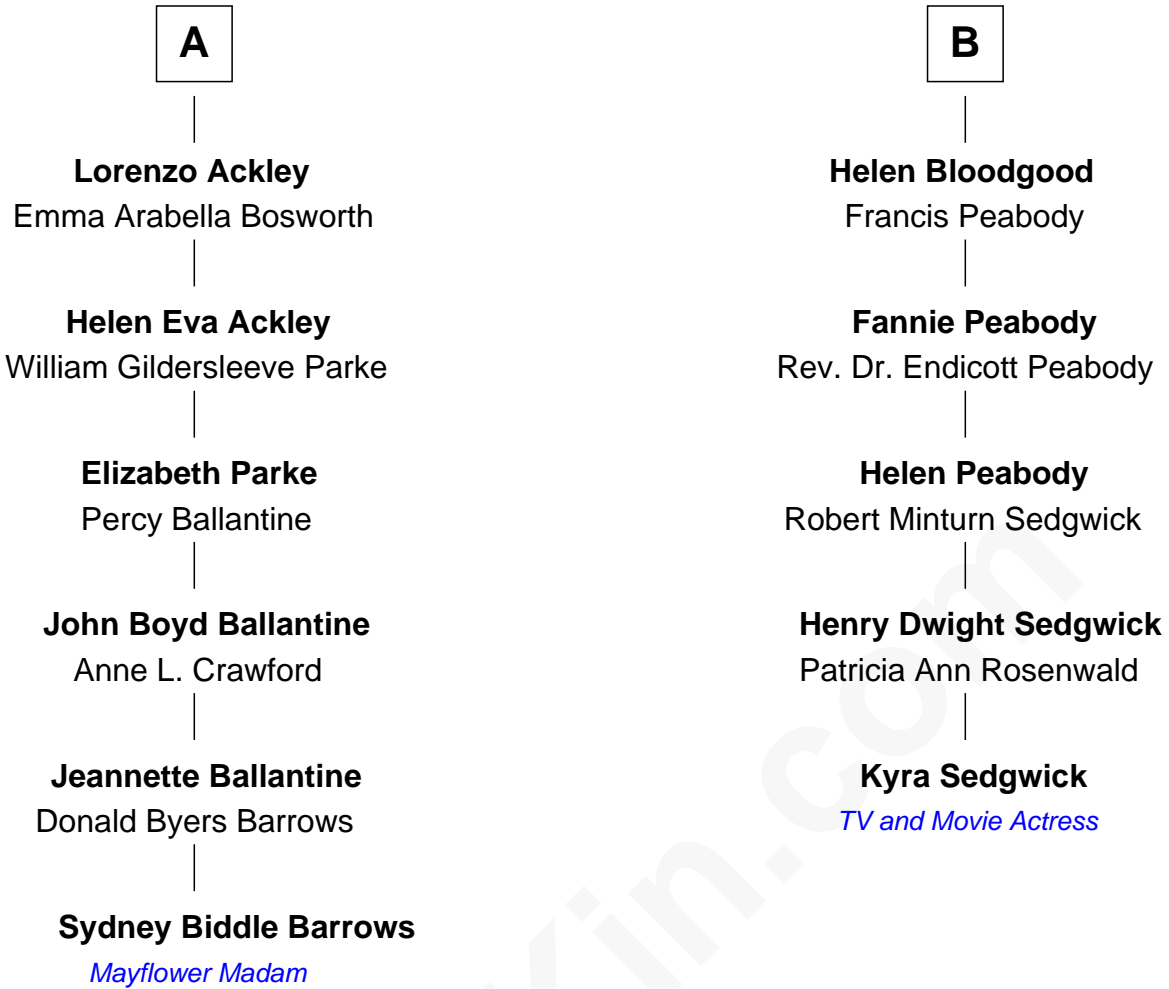 A
Lorenzo Ackley
Emma Arabella Bosworth
Helen Eva Ackley
William Gildersleeve Parke
Elizabeth Parke
Percy Ballantine
John Boyd Ballantine
Anne L. Crawford
Jeannette Ballantine
Donald Byers Barrows
Sydney Biddle Barrows
Mayflower Madam
B
Helen Bloodgood
Francis Peabody
Fannie Peabody
Rev. Dr. Endicott Peabody
Helen Peabody
Robert Minturn Sedgwick
Henry Dwight Sedgwick
Patricia Ann Rosenwald
Kyra Sedgwick
TV and Movie Actress
Kin.com